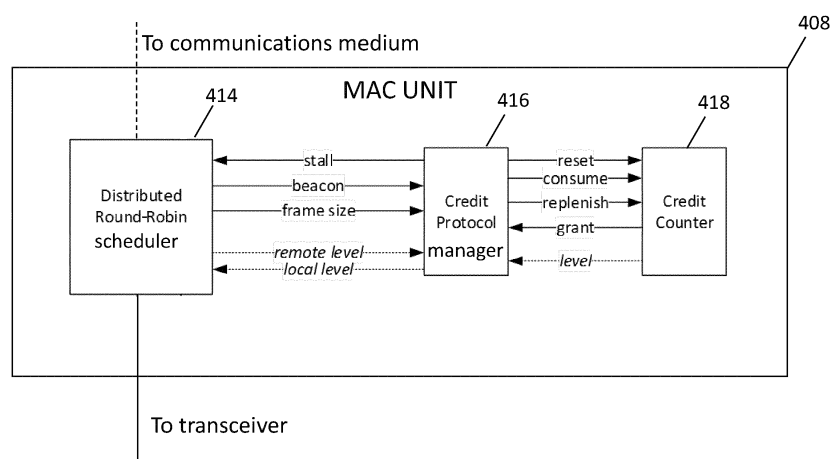 408
To communications medium
MAC UNIT
414
416
418
Distributed
Round-Robin
scheduler
stall
beacon
frame size
remote level
local level
Credit
Protocol
manager
reset
consume
replenish
grant
level
Credit
Counter
To transceiver